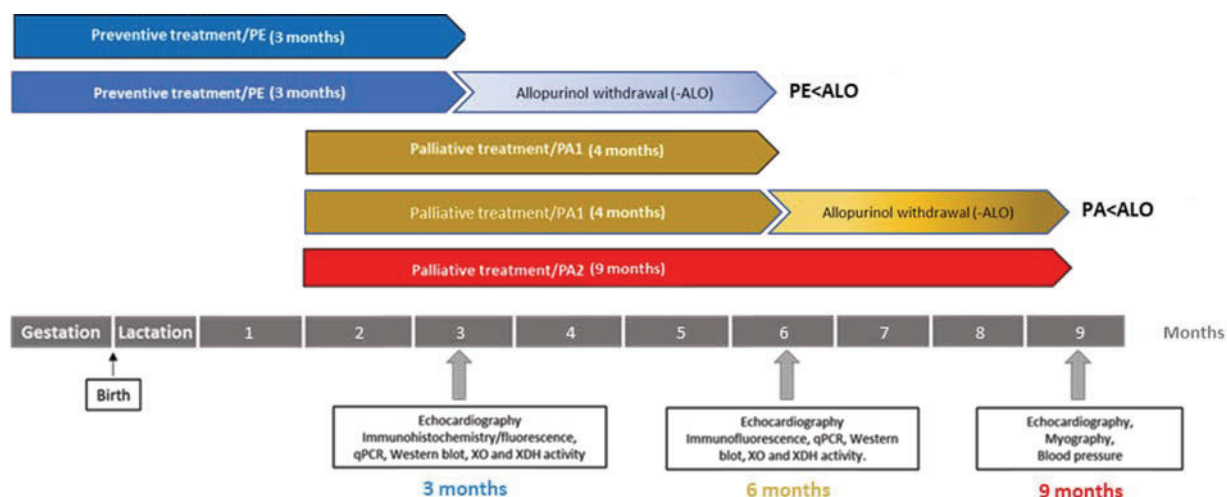 Preventive treatment/PE (3 months)
Preventive treatment/PE (3 months)
Allopurinol withdrawal (-ALO)
PE<ALO
Palliative treatment/PA1 (4 months)
Palliative treatment/PA1 (4 months)
Allopurinol withdrawal (-ALO)
PA<ALO
Palliative treatment/PA2 (9 months)
Gestation Lactation 1 2 3 4 5 6 7 8 9 Months
Birth
Echocardiography
Immunohistochemistry/fluorescence,
qPCR, Western blot, XO and XDH activity
3 months
Echocardiography
Immunofluorescence, qPCR, Western
blot, XO and XDH activity.
6 months
Echocardiography,
Myography,
Blood pressure
9 months